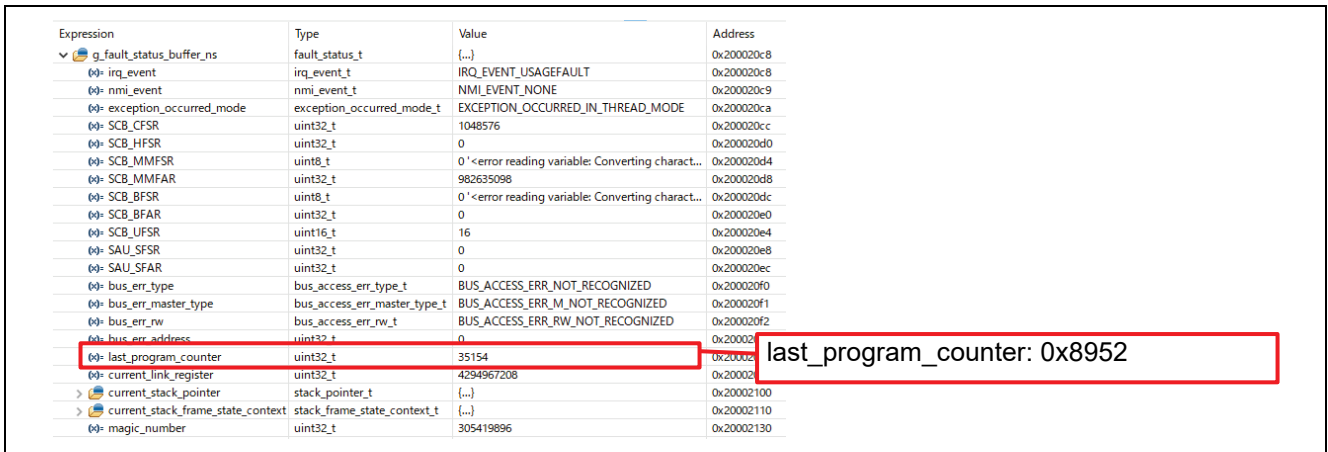 Expression Type Value Address
g_fault_status_buffer_ns fault_status_t {...} 0x200020c8
(x)= irq_event irq_event_t IRQ_EVENT_USAGEFAULT 0x200020c8
(x)= nmi_event nmi_event_t NMI_EVENT_NONE 0x200020c9
(x)= exception_occurred_mode exception_occurred_mode_t EXCEPTION_OCCURRED_IN_THREAD_MODE 0x200020ca
(x)= SCB_CFSR uint32_t 1048576 0x200020cc
(x)= SCB_HFSR uint32_t 0 0x200020d0
(x)= SCB_MMFSR uint8_t 0 '<error reading variable: Converting charact... 0x200020d4
(x)= SCB_MMFAR uint32_t 982635098 0x200020d8
(x)= SCB_BFSR uint8_t 0 '<error reading variable: Converting charact... 0x200020dc
(x)= SCB_BFAR uint32_t 0 0x200020e0
(x)= SCB_UFSR uint16_t 16 0x200020e4
(x)= SAU_SFSR uint32_t 0 0x200020e8
(x)= SAU_SFAR uint32_t 0 0x200020ec
(x)= bus_err_type bus_access_err_type_t BUS_ACCESS_ERR_NOT_RECOGNIZED 0x200020f0
(x)= bus_err_master_type bus_access_err_master_type_t BUS_ACCESS_ERR_M_NOT_RECOGNIZED 0x200020f1
(x)= bus_err_rw bus_access_err_rw_t BUS_ACCESS_ERR_RW_NOT_RECOGNIZED 0x200020f2
(x)= bus_err_address uint32_t 0 0x20002
(x)= last_program_counter uint32_t 35154 0x20002
last_program_counter: 0x8952
(x)= current_link_register uint32_t 4294967208 0x20002
current_stack_pointer stack_pointer_t {...} 0x20002100
current_stack_frame_state_context stack_frame_state_context_t {...} 0x20002110
(x)= magic_number uint32_t 305419896 0x20002130